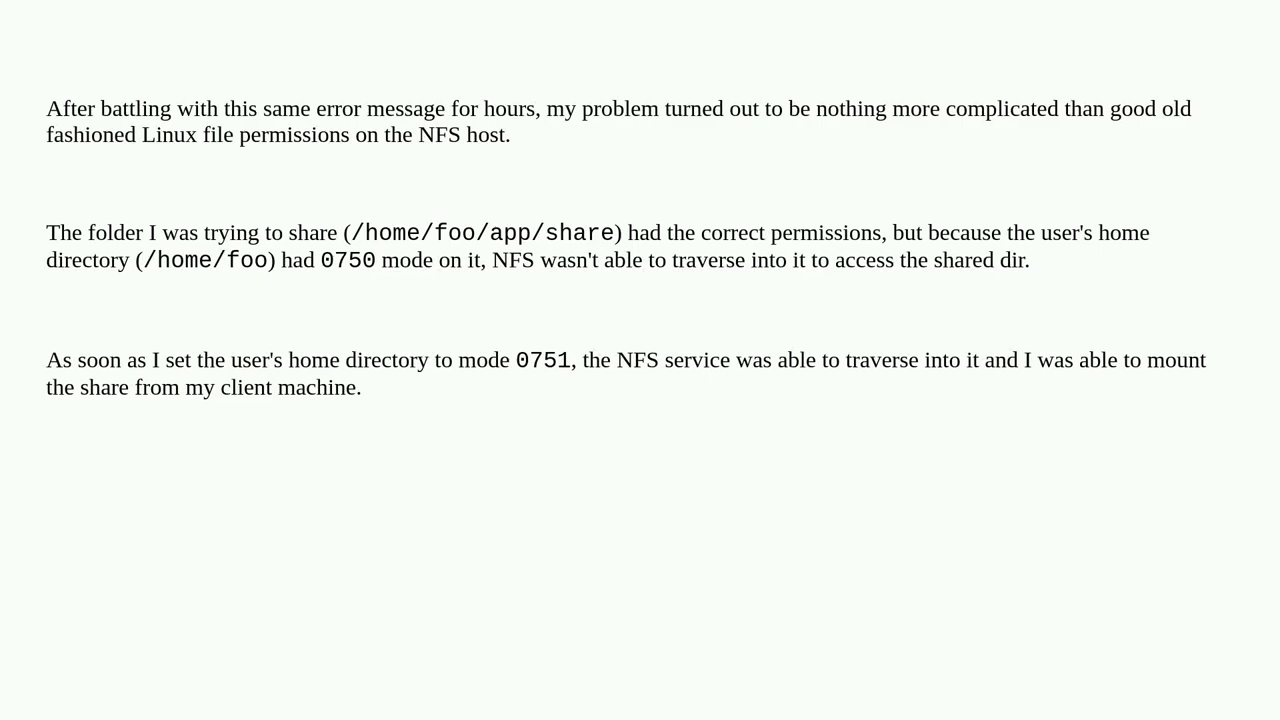 After battling with this same error message for hours, my problem turned out to be nothing more complicated than good old
fashioned Linux file permissions on the NFS host.
The folder I was trying to share (/home/foo/app/share) had the correct permissions, but because the user's home
directory (/home/foo) had 0750 mode on it, NFS wasn't able to traverse into it to access the shared dir.
As soon as I set the user's home directory to mode 0751, the NFS service was able to traverse into it and I was able to mount
the share from my client machine.